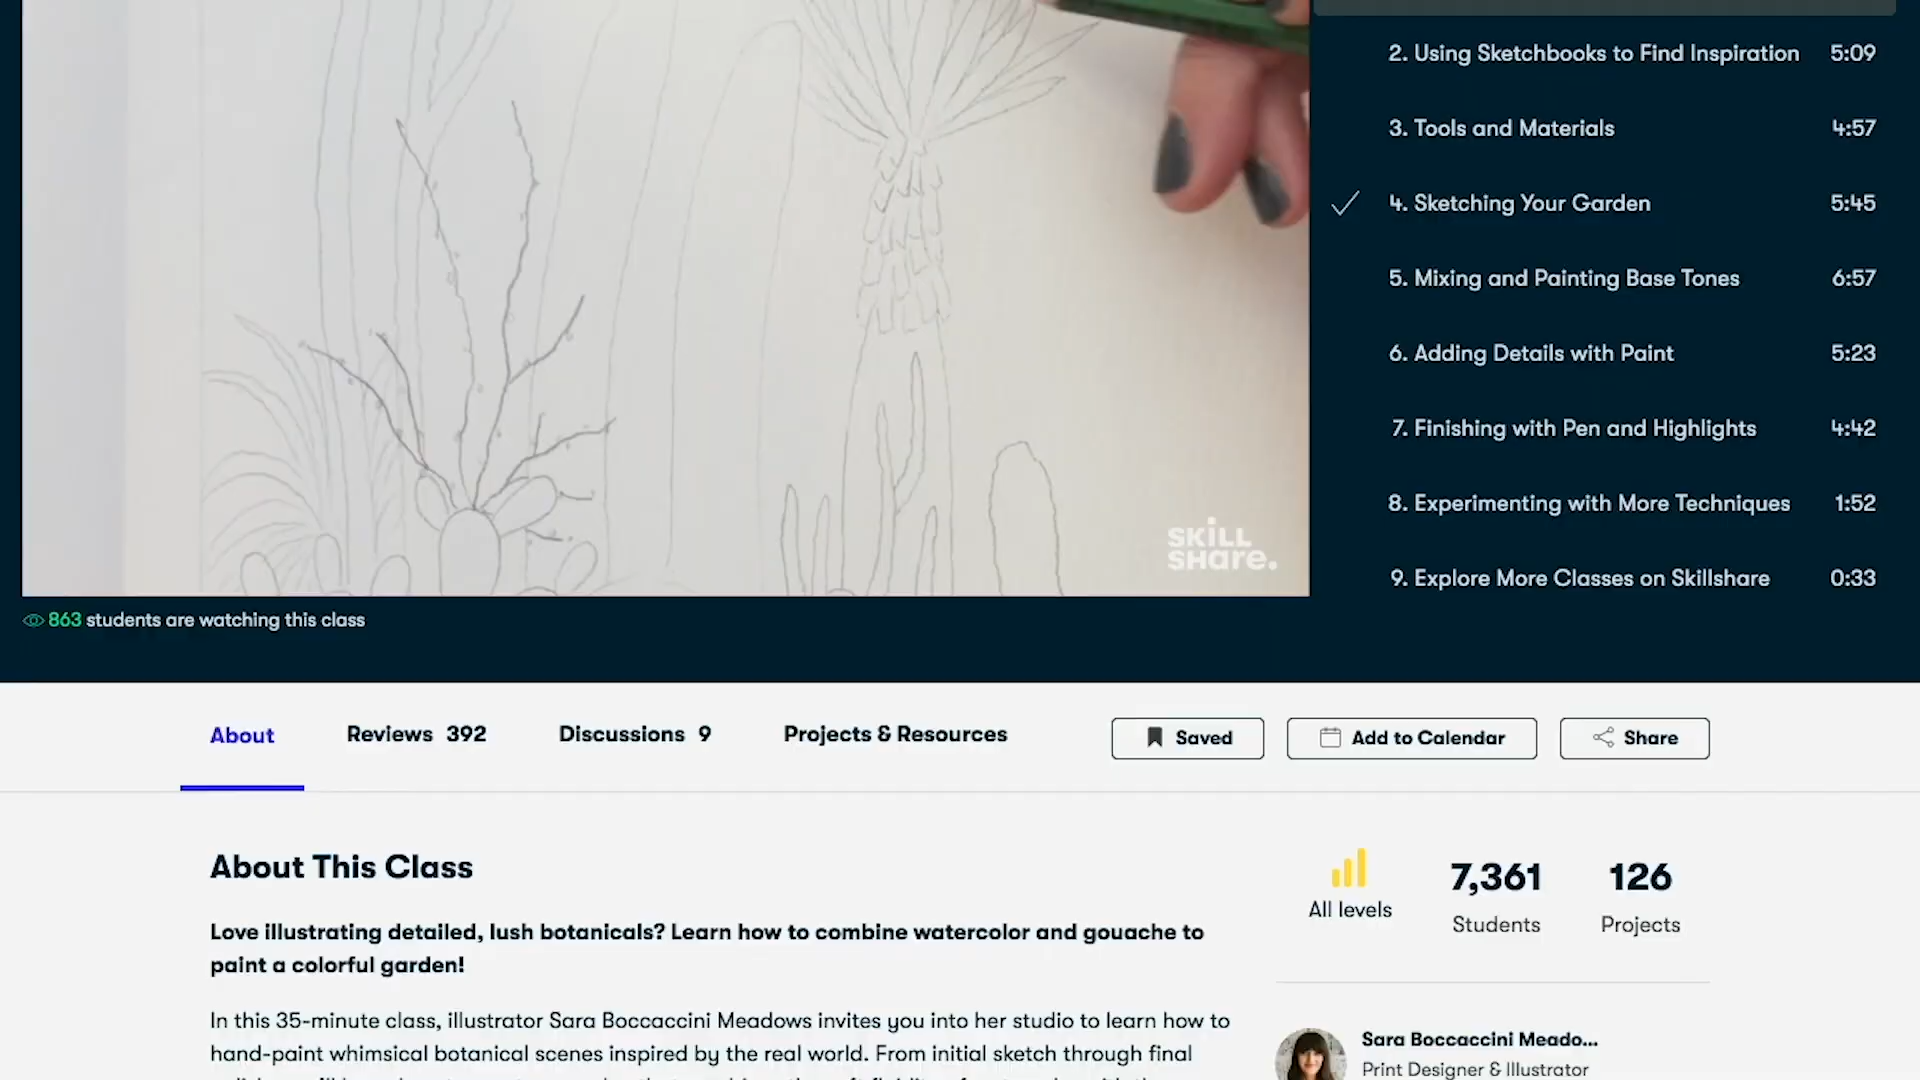 2. Using Sketchbooks to Find Inspiration 5:09
3. Tools and Materials 4:57
4. Sketching Your Garden 5:45
5. Mixing and Painting Base Tones 6:57
6. Adding Details with Paint 5:23
7. Finishing with Pen and Highlights 4:42
8. Experimenting with More Techniques 1:52
9. Explore More Classes on Skillshare 0:33
SKILL
SHare.
863 students are watching this class
About Reviews 392 Discussions 9 Projects & Resources Saved Add to Calendar Share
About This Class
Love illustrating detailed, lush botanicals? Learn how to combine watercolor and gouache to
paint a colorful garden!
In this 35-minute class, illustrator Sara Boccaccini Meadows invites you into her studio to learn how to
hand-paint whimsical botanical scenes inspired by the real world. From initial sketch through final
All levels
7,361
Students
126
Projects
Sara Boccaccini Meado...
Print Designer & Illustrator